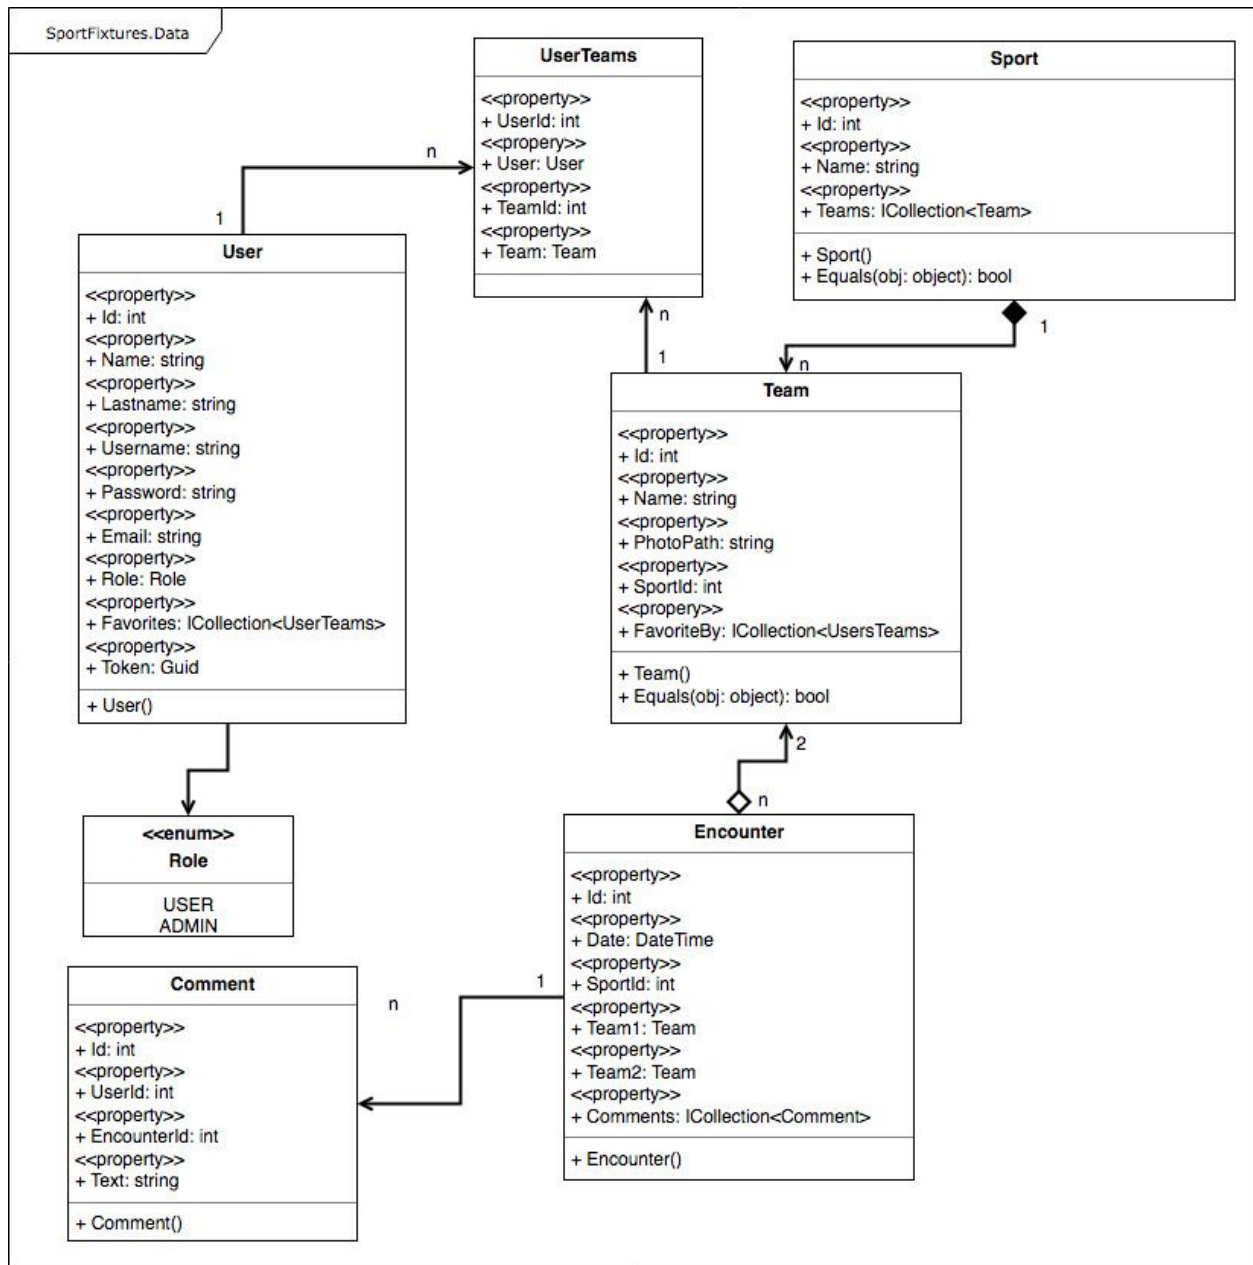 SportFixtures.Data
UserTeams
<<property>>
+ UserId: int
<<propery>>
+ User: User
<<property>>
+ TeamId: int
<<property>>
+ Team: Team
Sport
<<property>>
+ Id: int
<<property>>
+ Name: string
<<property>>
+ Teams: ICollection<Team>
+ Sport()
+ Equals(obj: object): bool
n
1
n
1
1
n
User
<<property>>
+ Id: int
<<property>>
+ Name: string
<<property>>
+ Lastname: string
<<property>>
+ Username: string
<<property>>
+ Password: string
<<property>>
+ Email: string
<<property>>
+ Role: Role
<<property>>
+ Favorites: ICollection<UserTeams>
<<property>>
+ Token: Guid
+ User()
Team
<<property>>
+ Id: int
<<property>>
+ Name: string
<<property>>
+ PhotoPath: string
<<property>>
+ SportId: int
<<propery>>
+ FavoriteBy: ICollection<UsersTeams>
+ Team()
+ Equals(obj: object): bool
2
n
<<enum>>
Role
USER
ADMIN
Encounter
<<property>>
+ Id: int
<<property>>
+ Date: DateTime
<<property>>
+ SportId: int
<<property>>
+ Team1: Team
<<property>>
+ Team2: Team
<<property>>
+ Comments: ICollection<Comment>
+ Encounter()
1
n
Comment
<<property>>
+ Id: int
<<property>>
+ UserId: int
<<property>>
+ EncounterId: int
<<property>>
+ Text: string
+ Comment()